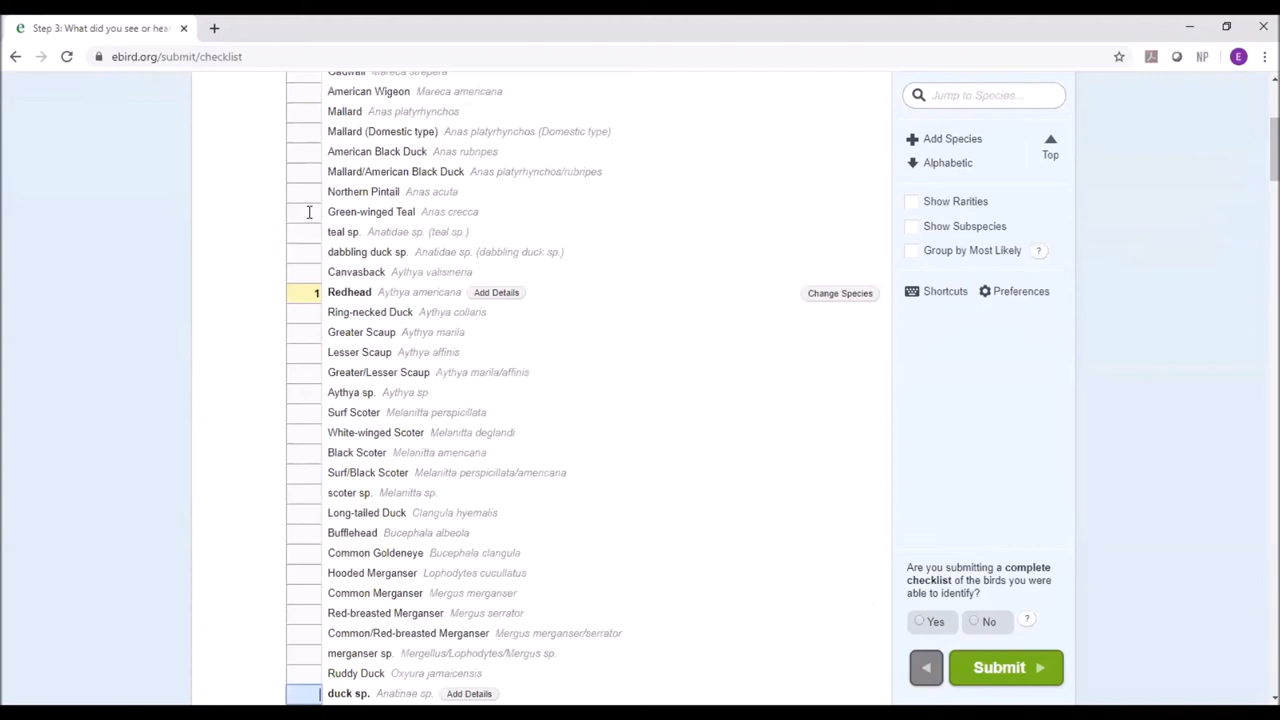 Step 3: What did you see or hea
ebird.org/submit/checklist
NP
E
Gadwall Mareca strepera
American Wigeon Mareca americana
Mallard Anas platyrhynchos
Mallard (Domestic type) Anas platyrhynchos (Domestic type)
American Black Duck Anas rubripes
Mallard/American Black Duck Anas platyrhynchos/rubripes
Northern Pintail Anas acuta
Green-winged Teal Anas crecca
teal sp. Anatidae sp. (teal sp.)
dabbling duck sp. Anatidae sp. (dabbling duck sp.)
Canvasback Aythya valisineria
1 Redhead Aythya americana Add Details Change Species
Ring-necked Duck Aythya collaris
Greater Scaup Aythya marila
Lesser Scaup Aythya affinis
Greater/Lesser Scaup Aythya marila/affinis
Aythya sp. Aythya sp
Surf Scoter Melanitta perspicillata
White-winged Scoter Melanitta deglandi
Black Scoter Melanitta americana
Surf/Black Scoter Melanitta perspicillata/americana
scoter sp. Melanitta sp.
Long-tailed Duck Clangula hyemalis
Bufflehead Bucephala albeola
Common Goldeneye Bucephala clangula
Hooded Merganser Lophodytes cucullatus
Common Merganser Mergus merganser
Red-breasted Merganser Mergus serrator
Common/Red-breasted Merganser Mergus merganser/serrator
merganser sp. Mergellus/Lophodytes/Mergus sp.
Ruddy Duck Oxyura jamaicensis
duck sp. Anatinae sp. Add Details
Jump to Species...
Add Species
Alphabetic
Top
Show Rarities
Show Subspecies
Group by Most Likely ?
Shortcuts Preferences
Are you submitting a complete
checklist of the birds you were
able to identify?
Yes No ?
Submit